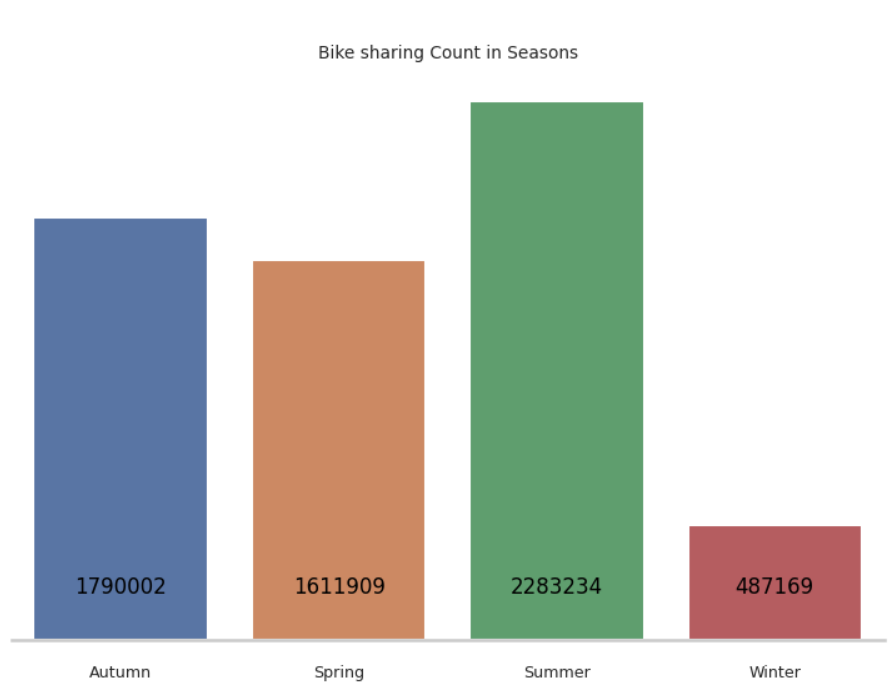 Bike sharing Count in Seasons
1790002 1611909 2283234 487169
Autumn Spring Summer Winter